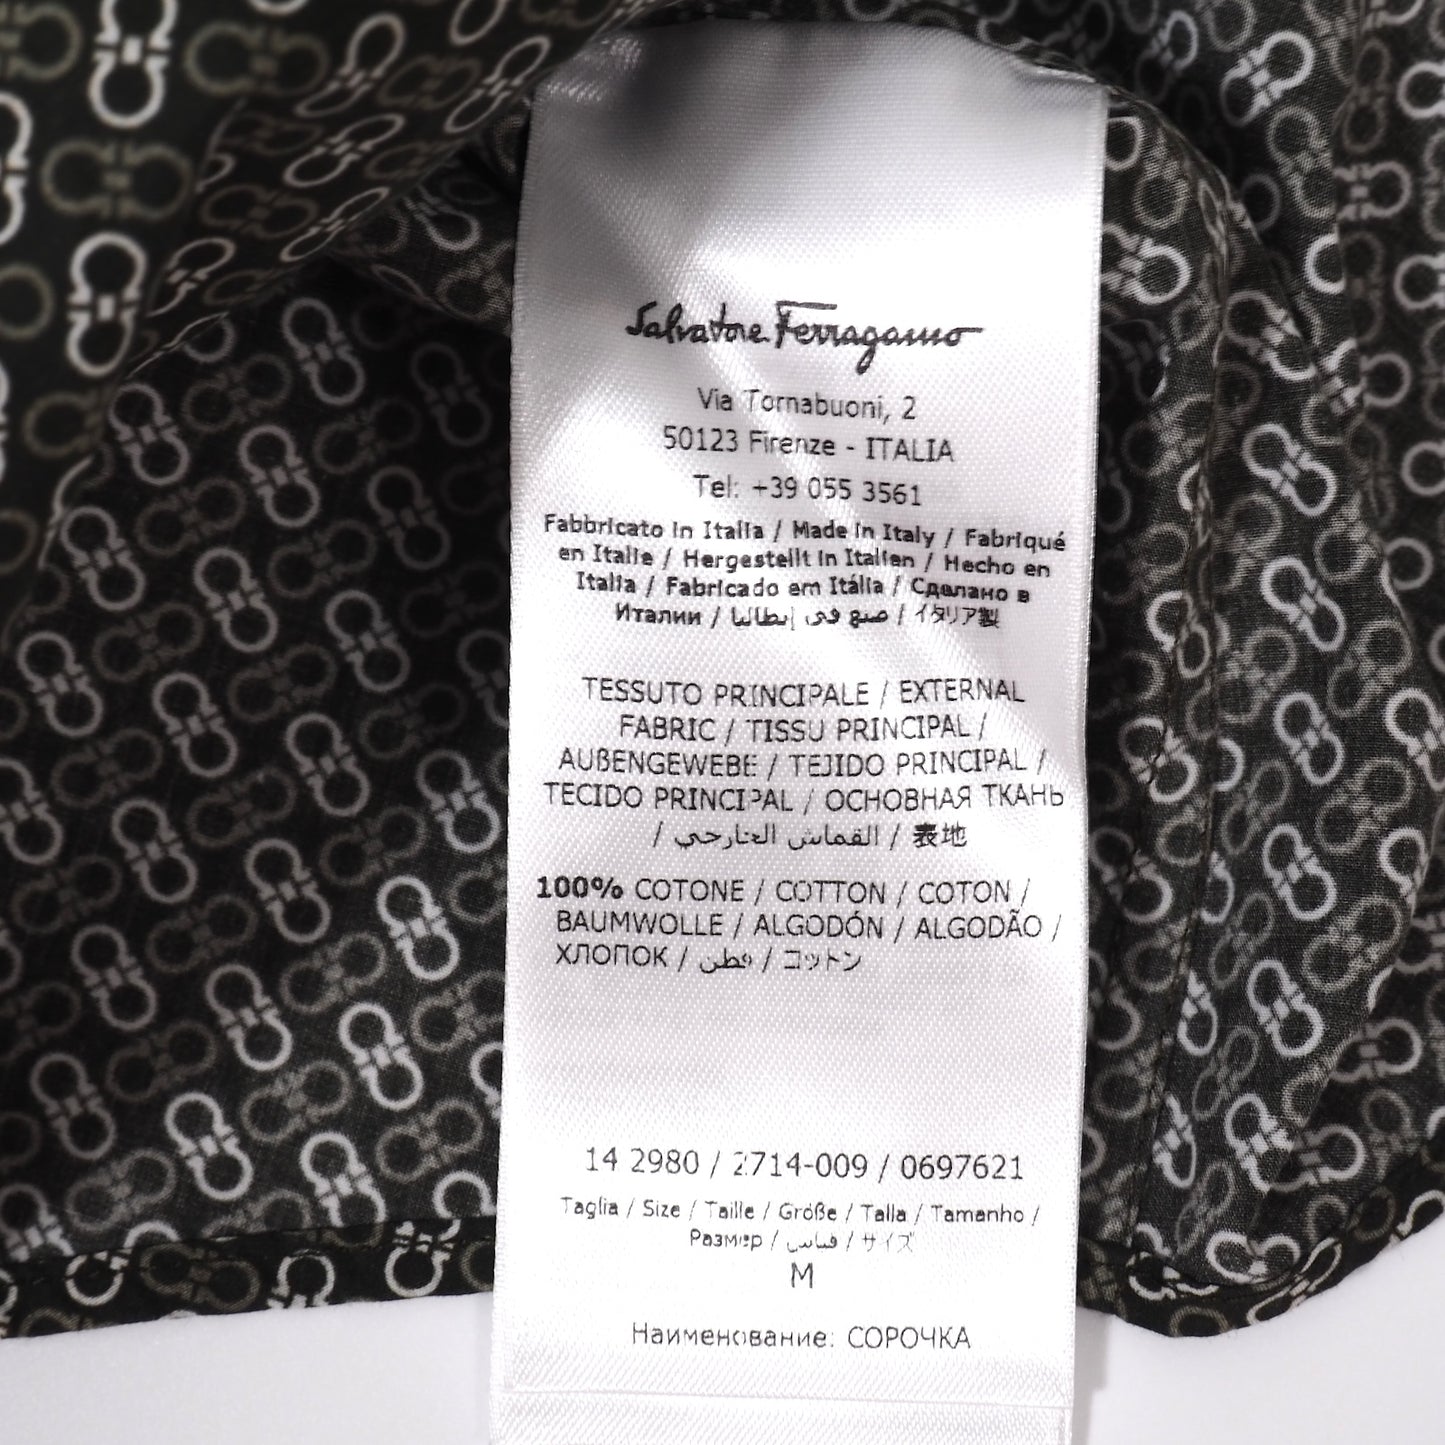 Salvatore Ferragamo
Via Tornabuoni, 2
50123 Firenze - ITALIA
Tel: +39 055 3561
Fabbricato in Italia / Made in Italy / Fabriqué
en Italie / Hergestellt in Italien / Hecho en
Italia / Fabricado em Itália / Сделано в
Италии / صنع في إيطاليا / イタリア製
TESSUTO PRINCIPALE / EXTERNAL
FABRIC / TISSU PRINCIPAL /
AUßENGEWEBE / TEJIDO PRINCIPAL /
TECIDO PRINCIPAL / ОСНОВНАЯ ТКАНЬ
/ القماش الخارجي / 表地
100% COTONE / COTTON / COTON /
BAUMWOLLE / ALGODÓN / ALGODÃO /
ХЛОПОК / قطن / コットン
14 2980 / 2714-009 / 0697621
Taglia / Size / Taille / Größe / Talla / Tamanho /
Размер / قياس / サイズ
M
Наименование: СОРОЧКА